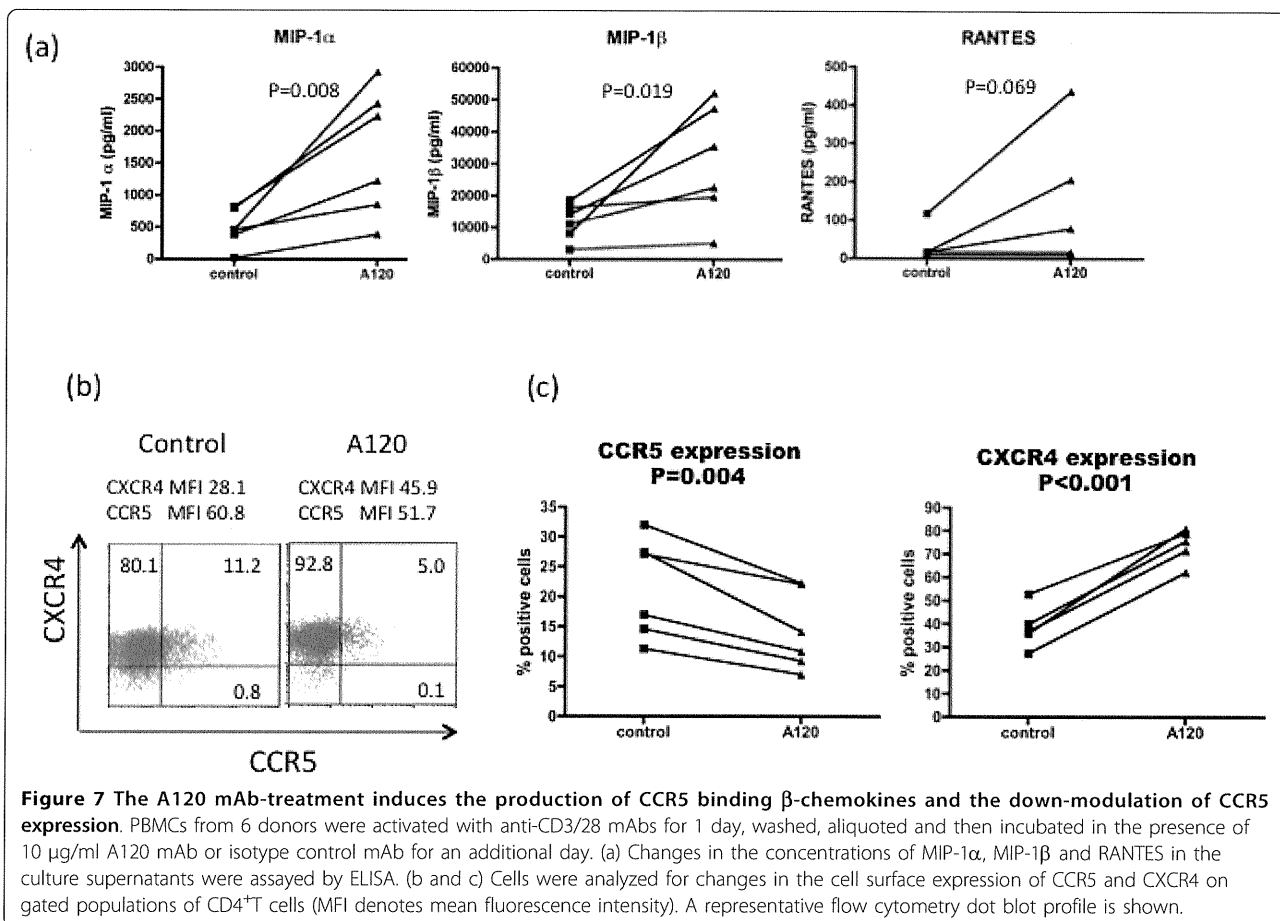 (a)
MIP-1α
MIP-1β
RANTES
MIP-1 α (pg/ml)
3000
2500
2000
1500
1000
500
0
P=0.008
control
A120
MIP-1β (pg/ml)
60000
50000
40000
30000
20000
10000
0
P=0.019
control
A120
RANTES (pg/ml)
500
400
300
200
100
0
P=0.069
control
A120
(b)
Control
A120
CXCR4 MFI 28.1
CCR5 MFI 60.8
CXCR4 MFI 45.9
CCR5 MFI 51.7
CXCR4
80.1
11.2
0.8
92.8
5.0
0.1
CCR5
(c)
CCR5 expression
P=0.004
% positive cells
35
30
25
20
15
10
5
0
control
A120
CXCR4 expression
P<0.001
% positive cells
90
80
70
60
50
40
30
20
10
0
control
A120
Figure 7 The A120 mAb-treatment induces the production of CCR5 binding β-chemokines and the down-modulation of CCR5
expression. PBMCs from 6 donors were activated with anti-CD3/28 mAbs for 1 day, washed, aliquoted and then incubated in the presence of
10 μg/ml A120 mAb or isotype control mAb for an additional day. (a) Changes in the concentrations of MIP-1α, MIP-1β and RANTES in the
culture supernatants were assayed by ELISA. (b and c) Cells were analyzed for changes in the cell surface expression of CCR5 and CXCR4 on
gated populations of CD4⁺T cells (MFI denotes mean fluorescence intensity). A representative flow cytometry dot blot profile is shown.